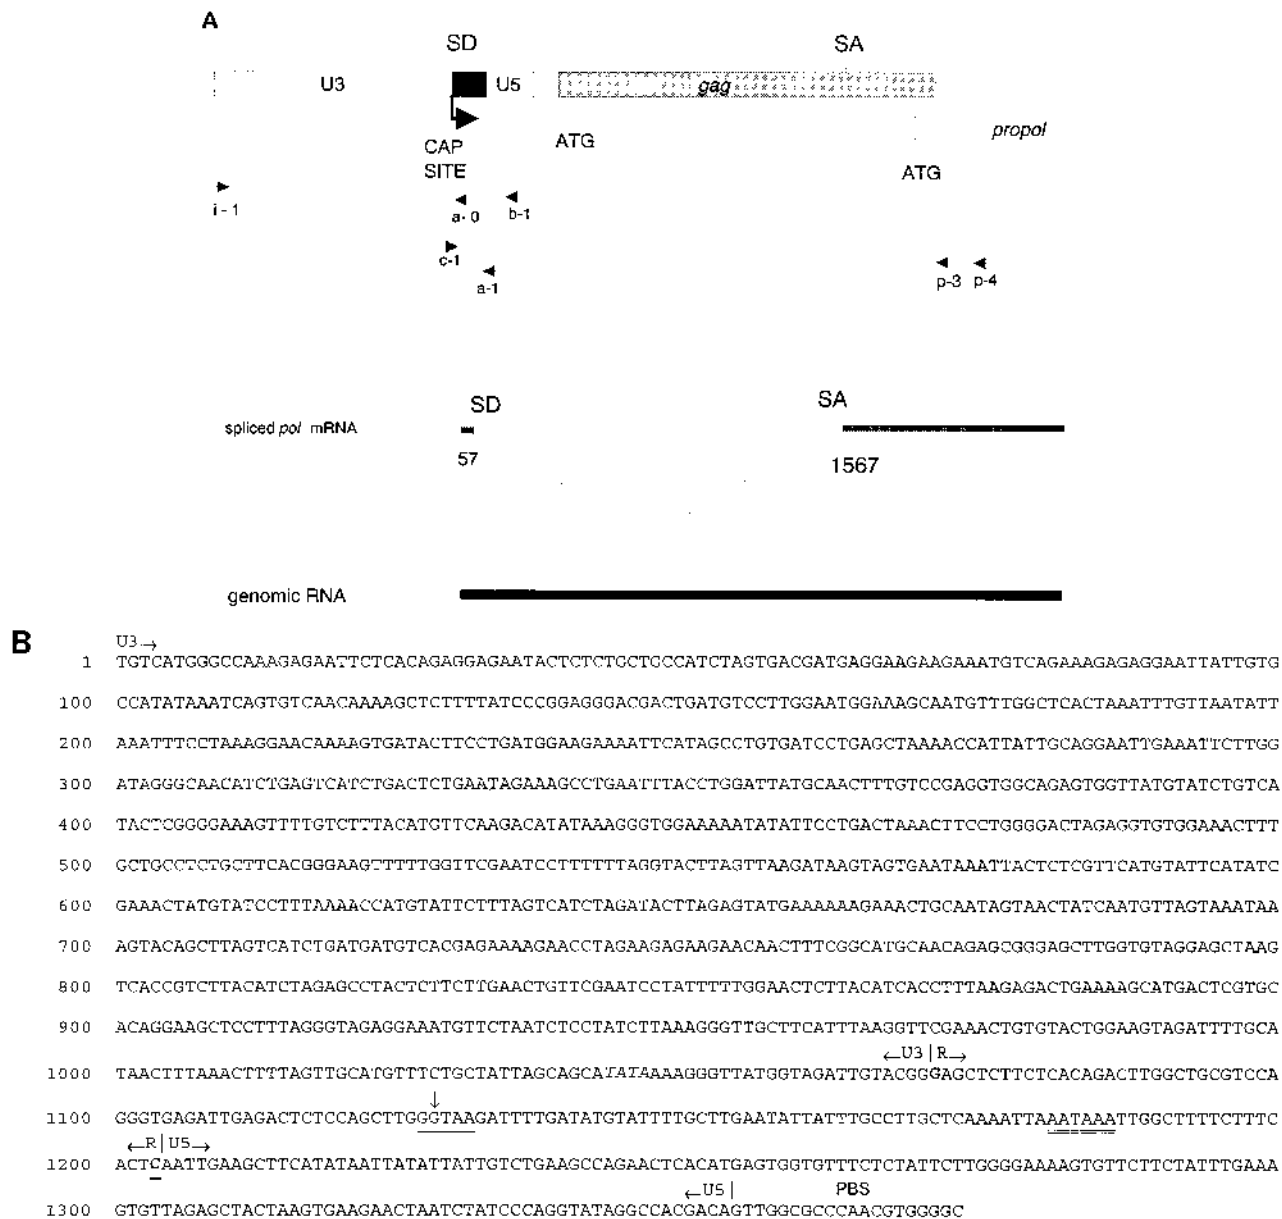 A
SD
SA
U3
U5
gag
propol
CAP
SITE
ATG
ATG
i-1
a-0
b-1
c-1
a-1
p-3
p-4
SD
SA
spliced pol mRNA
57
1567
genomic RNA
B
U3→
1 TGTCATGGGCCAAAGAGAATTCTCACAGAGGAGAATACTCTCTGCTGCCATCTAGTGACGATGAGGAAGAAGAAATGTCAGAAAGAGAGGAATTATTGTG
100 CCATATAAATCAGTGTCAACAAAAGCTCTTTTATCCCGGAGGGACGACTGATGTCCTTGGAATGGAAAGCAATGTTTGGCTCACTAAATTTGTTAATATT
200 AAATTTCCTAAAGGAACAAAAGTGATACTTCCTGATGGAAGAAAATTCATAGCCTGTGATCCTGAGCTAAAACCATTATTGCAGGAATTGAAATTCTTGG
300 ATAGGGCAACATCTGAGTCATCTGACTCTGAATAGAAAGCCTGAATTTACCTGGATTATGCAACTTTGTCCGAGGTGGCAGAGTGGTTATGTATCTGTCA
400 TACTCGGGGAAAGTTTTGTCTTTACATGTTCAAGACATATAAAGGGTGGAAAAATATATTCCTGACTAAACTTCCTGGGGACTAGAGGTGTGGAAACTTT
500 GCTGCCTCTGCTTCACGGGAAGCTTTTTGGTTCGAATCCTTTTTTAGGTACTTAGTTAAGATAAGTAGTGAATAAATTACTCTCGTTCATGTATTCATATC
600 GAAACTATGTATCCTTTAAAACCATGTATTCTTTAGTCATCTAGATACTTAGAGTATGAAAAAAGAAACTGCAATAGTAACTATCAATGTTAGTAAATAA
700 AGTACAGCTTAGTCATCTGATGATGTCACGAGAAAAGAACCTAGAAGAGAAGAACAACTTTCGGCATGCAACAGAGCGGGAGCTTGGTGTAGGAGCTAAG
800 TCACCGTCTTACATCTAGAGCCTACTCTTCTTGAACTGTTCGAATCCTATTTTTGGAACTCTTACATCACCTTTAAGAGACTGAAAAGCATGACTCGTGC
900 ACAGGAAGCTCCTTTAGGGTAGAGGAAATGTTCTAATCTCCTATCTTAAAGGGTTGCTTCATTTAAGGTTCGAAACTGTGTACTGGAAGTAGATTTTGCA
←U3|R→
1000 TAACTTTAAACTTTTAGTTGCATGTTTCTGCTATTAGCAGCATATAAAAGGGTTATGGTAGATTGTACGGGAGCTCTTCTCACAGACTTGGCTGCGTCCA
↓
1100 GGGTGAGATTGAGACTCTCCAGCTTGGGTAAGATTTTGATATGTATTTTGCTTGAATATTATTTGCCTTGCTCAAAATTAAATAAATTGGCTTTTCTTTC
←R|U5→
1200 ACTCAATTGAAGCTTCATATAATTATATTATTGTCTGAAGCCAGAACTCACATGAGTGGTGTTTCTCTATTCTTGGGGAAAAGTGTTCTTCTATTTGAAA
←U5| PBS
1300 GTGTTAGAGCTACTAAGTGAAGAACTAATCTATCCCAGGTATAGGCCACGACAGTTGGCGCCCAACGTGGGGC